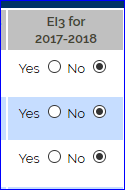 EI3 for
2017-2018
Yes No
Yes No
Yes No